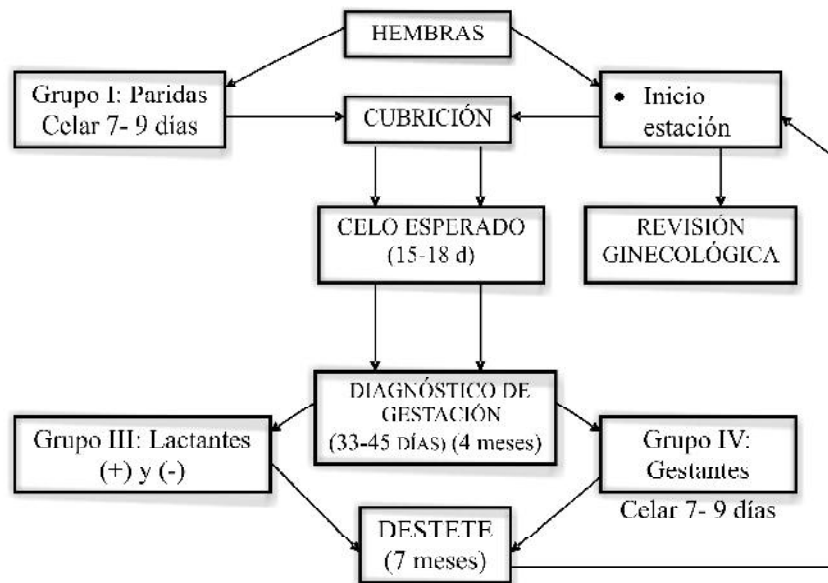 HEMBRAS
Grupo I: Paridas
Celar 7- 9 días
CUBRICIÓN
• Inicio
estación
CELO ESPERADO
(15-18 d)
REVISIÓN
GINECOLÓGICA
DIAGNÓSTICO DE
GESTACIÓN
(33-45 DÍAS) (4 meses)
Grupo III: Lactantes
(+) y (-)
Grupo IV:
Gestantes
Celar 7- 9 días
DESTETE
(7 meses)